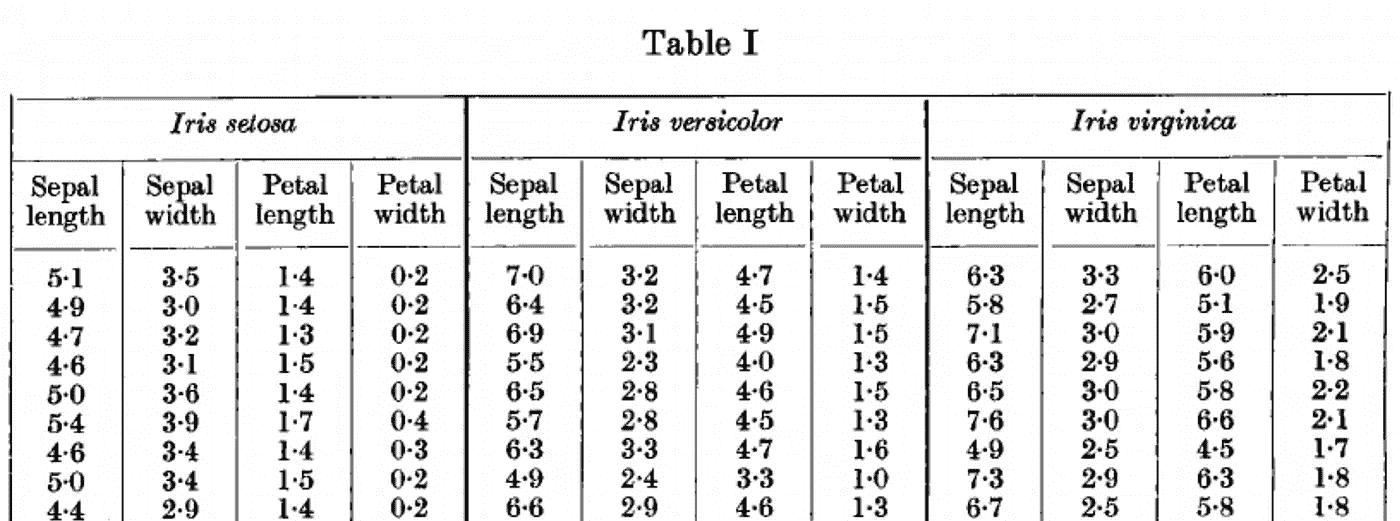 Table I
Iris setosa Iris versicolor Iris virginica
Sepal Sepal Petal Petal Sepal Sepal Petal Petal Sepal Sepal Petal Petal
length width length width length width length width length width length width
5·1 3·5 1·4 0·2 7·0 3·2 4·7 1·4 6·3 3·3 6·0 2·5
4·9 3·0 1·4 0·2 6·4 3·2 4·5 1·5 5·8 2·7 5·1 1·9
4·7 3·2 1·3 0·2 6·9 3·1 4·9 1·5 7·1 3·0 5·9 2·1
4·6 3·1 1·5 0·2 5·5 2·3 4·0 1·3 6·3 2·9 5·6 1·8
5·0 3·6 1·4 0·2 6·5 2·8 4·6 1·5 6·5 3·0 5·8 2·2
5·4 3·9 1·7 0·4 5·7 2·8 4·5 1·3 7·6 3·0 6·6 2·1
4·6 3·4 1·4 0·3 6·3 3·3 4·7 1·6 4·9 2·5 4·5 1·7
5·0 3·4 1·5 0·2 4·9 2·4 3·3 1·0 7·3 2·9 6·3 1·8
4·4 2·9 1·4 0·2 6·6 2·9 4·6 1·3 6·7 2·5 5·8 1·8